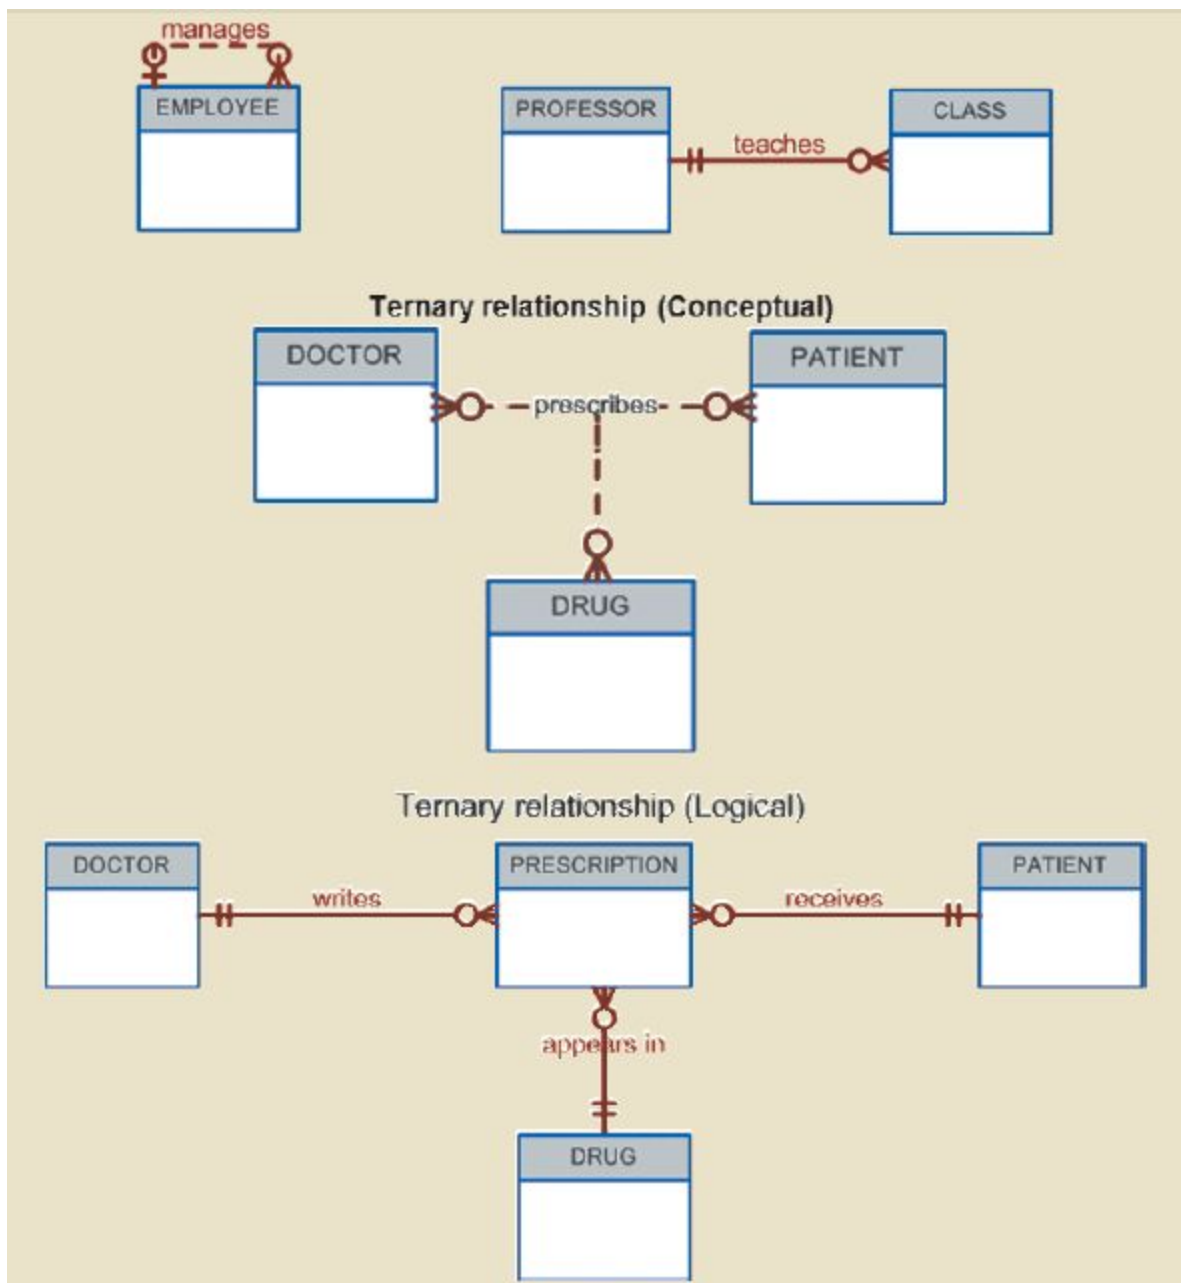 manages
EMPLOYEE
PROFESSOR
teaches
CLASS
Ternary relationship (Conceptual)
DOCTOR
prescribes
PATIENT
DRUG
Ternary relationship (Logical)
DOCTOR
writes
PRESCRIPTION
receives
PATIENT
appears in
DRUG